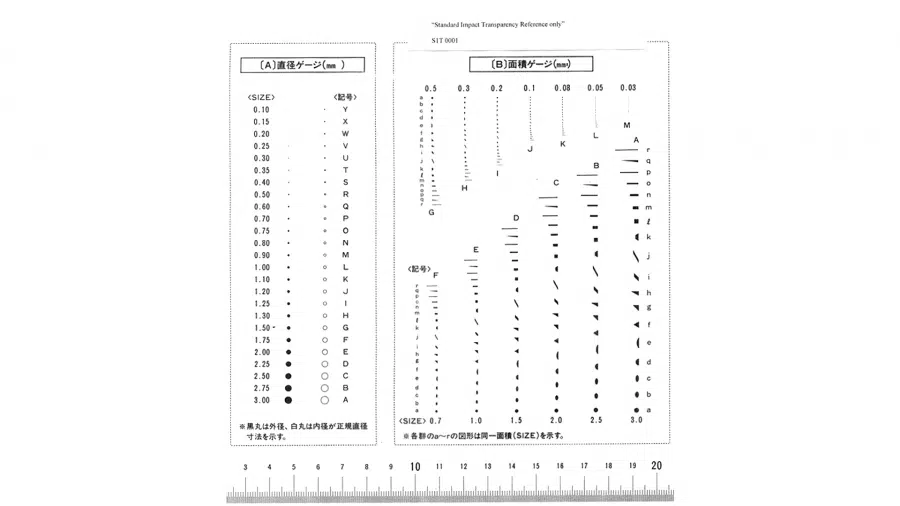 "Standard Impact Transparency Reference only"
SIT 0001
〔A〕直径ゲージ(mm)
<SIZE> <記号>
0.10 Y
0.15 X
0.20 W
0.25 V
0.30 U
0.35 T
0.40 S
0.50 R
0.60 Q
0.70 P
0.75 O
0.80 N
0.90 M
1.00 L
1.10 K
1.20 J
1.25 I
1.30 H
1.50 G
1.75 F
2.00 E
2.25 D
2.50 C
2.75 B
3.00 A
※黒丸は外径、白丸は内径が正規直径
寸法を示す。
〔B〕面積ゲージ(mm²)
0.5 0.3 0.2 0.1 0.08 0.05 0.03
a
b
c
d
e
f
g
h
i
j
k
ℓ
m
n
o
p
q
r
G H I J K L M
A
B
C
D
E
F
<記号>
r
q
p
o
n
m
ℓ
k
j
i
h
g
f
e
d
c
b
a
r
q
p
o
n
m
ℓ
k
j
i
h
g
f
e
d
c
b
a
<SIZE> 0.7 1.0 1.5 2.0 2.5 3.0
※各群のa〜rの図形は同一面積(SIZE)を示す。
3 4 5 6 7 8 9 10 11 12 13 14 15 16 17 18 19 20